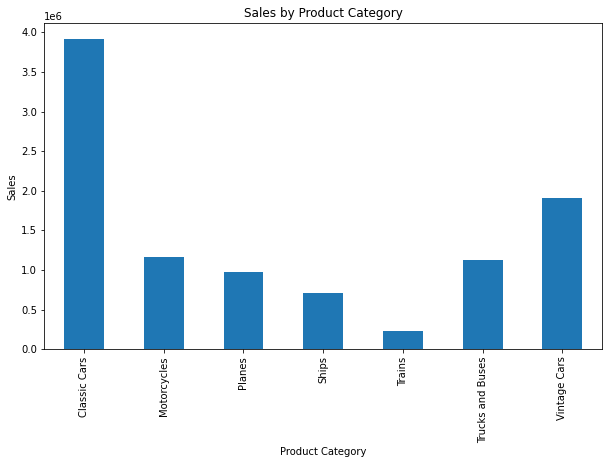 Sales by Product Category
1e6
4.0
3.5
3.0
2.5
2.0
1.5
1.0
0.5
0.0
Sales
Classic Cars
Motorcycles
Planes
Ships
Trains
Trucks and Buses
Vintage Cars
Product Category